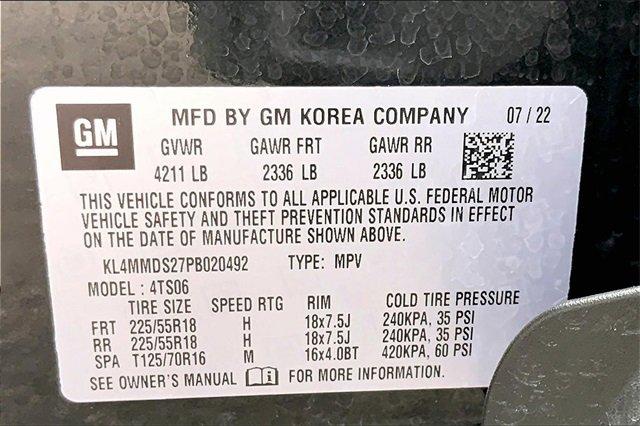 GM
MFD BY GM KOREA COMPANY 07 / 22
GVWR GAWR FRT GAWR RR
4211 LB 2336 LB 2336 LB
THIS VEHICLE CONFORMS TO ALL APPLICABLE U.S. FEDERAL MOTOR
VEHICLE SAFETY AND THEFT PREVENTION STANDARDS IN EFFECT
ON THE DATE OF MANUFACTURE SHOWN ABOVE.
KL4MMDS27PB020492 TYPE: MPV
MODEL : 4TS06
TIRE SIZE SPEED RTG RIM COLD TIRE PRESSURE
FRT 225/55R18 H 18x7.5J 240KPA, 35 PSI
RR 225/55R18 H 18x7.5J 240KPA, 35 PSI
SPA T125/70R16 M 16x4.0BT 420KPA, 60 PSI
SEE OWNER'S MANUAL FOR MORE INFORMATION.